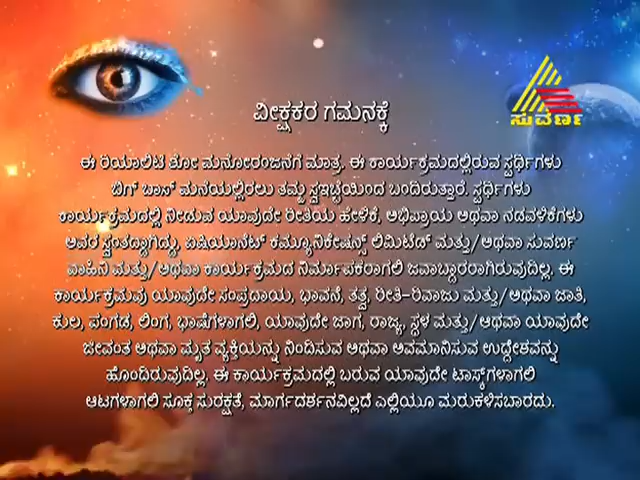 ಸುವರ್ಣ
ವೀಕ್ಷಕರ ಗಮನಕ್ಕೆ
ಈ ರಿಯಾಲಿಟಿ ಶೋ ಮನೋರಂಜನೆಗೆ ಮಾತ್ರ. ಈ ಕಾರ್ಯಕ್ರಮದಲ್ಲಿರುವ ಸ್ಪರ್ಧಿಗಳು
ಬಿಗ್ ಬಾಸ್ ಮನೆಯಲ್ಲಿರಲು ತಮ್ಮ ಸ್ವಇಚ್ಛೆಯಿಂದ ಬಂದಿರುತ್ತಾರೆ. ಸ್ಪರ್ಧಿಗಳು
ಕಾರ್ಯಕ್ರಮದಲ್ಲಿ ನೀಡುವ ಯಾವುದೇ ರೀತಿಯ ಹೇಳಿಕೆ, ಅಭಿಪ್ರಾಯ ಅಥವಾ ನಡವಳಿಕೆಗಳು
ಅವರ ಸ್ವಂತದ್ದಾಗಿದ್ದು, ಏಷಿಯಾನೆಟ್ ಕಮ್ಯೂನಿಕೇಷನ್ಸ್ ಲಿಮಿಟೆಡ್ ಮತ್ತು/ಅಥವಾ ಸುವರ್ಣ
ವಾಹಿನಿ ಮತ್ತು/ಅಥವಾ ಕಾರ್ಯಕ್ರಮದ ನಿರ್ಮಾಪಕರಾಗಲಿ ಜವಾಬ್ದಾರರಾಗಿರುವುದಿಲ್ಲ. ಈ
ಕಾರ್ಯಕ್ರಮವು ಯಾವುದೇ ಸಂಪ್ರದಾಯ, ಭಾವನೆ, ತತ್ವ, ರೀತಿ-ರಿವಾಜು ಮತ್ತು/ಅಥವಾ ಜಾತಿ,
ಕುಲ, ಪಂಗಡ, ಲಿಂಗ, ಭಾಷೆಗಳಾಗಲಿ, ಯಾವುದೇ ಜಾಗ, ರಾಜ್ಯ, ಸ್ಥಳ ಮತ್ತು/ಅಥವಾ ಯಾವುದೇ
ಜೀವಂತ ಅಥವಾ ಮೃತ ವ್ಯಕ್ತಿಯನ್ನು ನಿಂದಿಸುವ ಅಥವಾ ಅವಮಾನಿಸುವ ಉದ್ದೇಶವನ್ನು
ಹೊಂದಿರುವುದಿಲ್ಲ. ಈ ಕಾರ್ಯಕ್ರಮದಲ್ಲಿ ಬರುವ ಯಾವುದೇ ಟಾಸ್ಕ್‌ಗಳಾಗಲಿ
ಆಟಗಳಾಗಲಿ ಸೂಕ್ತ ಸುರಕ್ಷತೆ, ಮಾರ್ಗದರ್ಶನವಿಲ್ಲದೆ ಎಲ್ಲಿಯೂ ಮರುಕಳಿಸಬಾರದು.